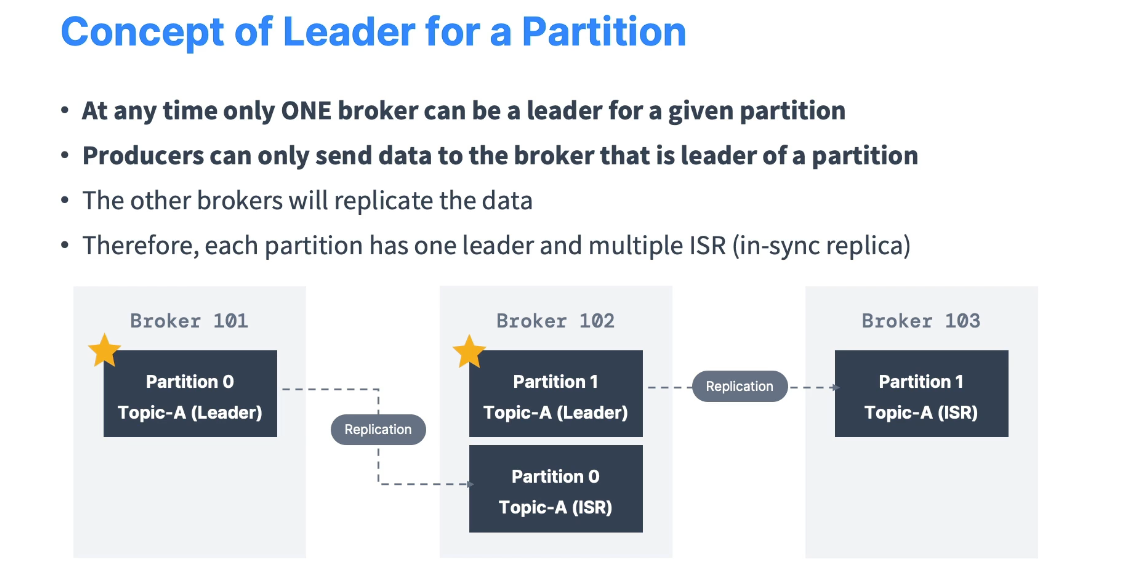 Concept of Leader for a Partition
• At any time only ONE broker can be a leader for a given partition
• Producers can only send data to the broker that is leader of a partition
• The other brokers will replicate the data
• Therefore, each partition has one leader and multiple ISR (in-sync replica)
Broker 101
Partition 0
Topic-A (Leader)
Replication
Broker 102
Partition 1
Topic-A (Leader)
Partition 0
Topic-A (ISR)
Replication
Broker 103
Partition 1
Topic-A (ISR)